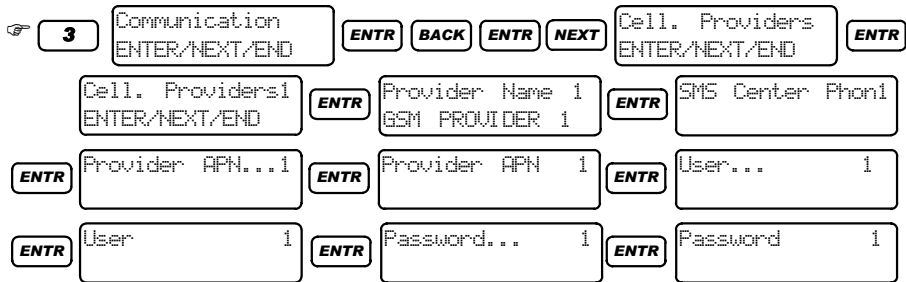 ☞ 3 Communication
ENTER/NEXT/END ENTR BACK ENTR NEXT Cell. Providers
ENTER/NEXT/END ENTR
Cell. Providers1
ENTER/NEXT/END ENTR Provider Name 1
GSM PROVIDER 1 ENTR SMS Center Phon1
ENTR Provider APN...1 ENTR Provider APN 1 ENTR User... 1
ENTR User 1 ENTR Password... 1 ENTR Password 1